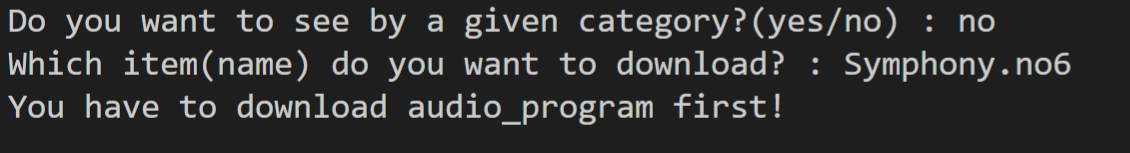 Do you want to see by a given category?(yes/no) : no
Which item(name) do you want to download? : Symphony.no6
You have to download audio_program first!